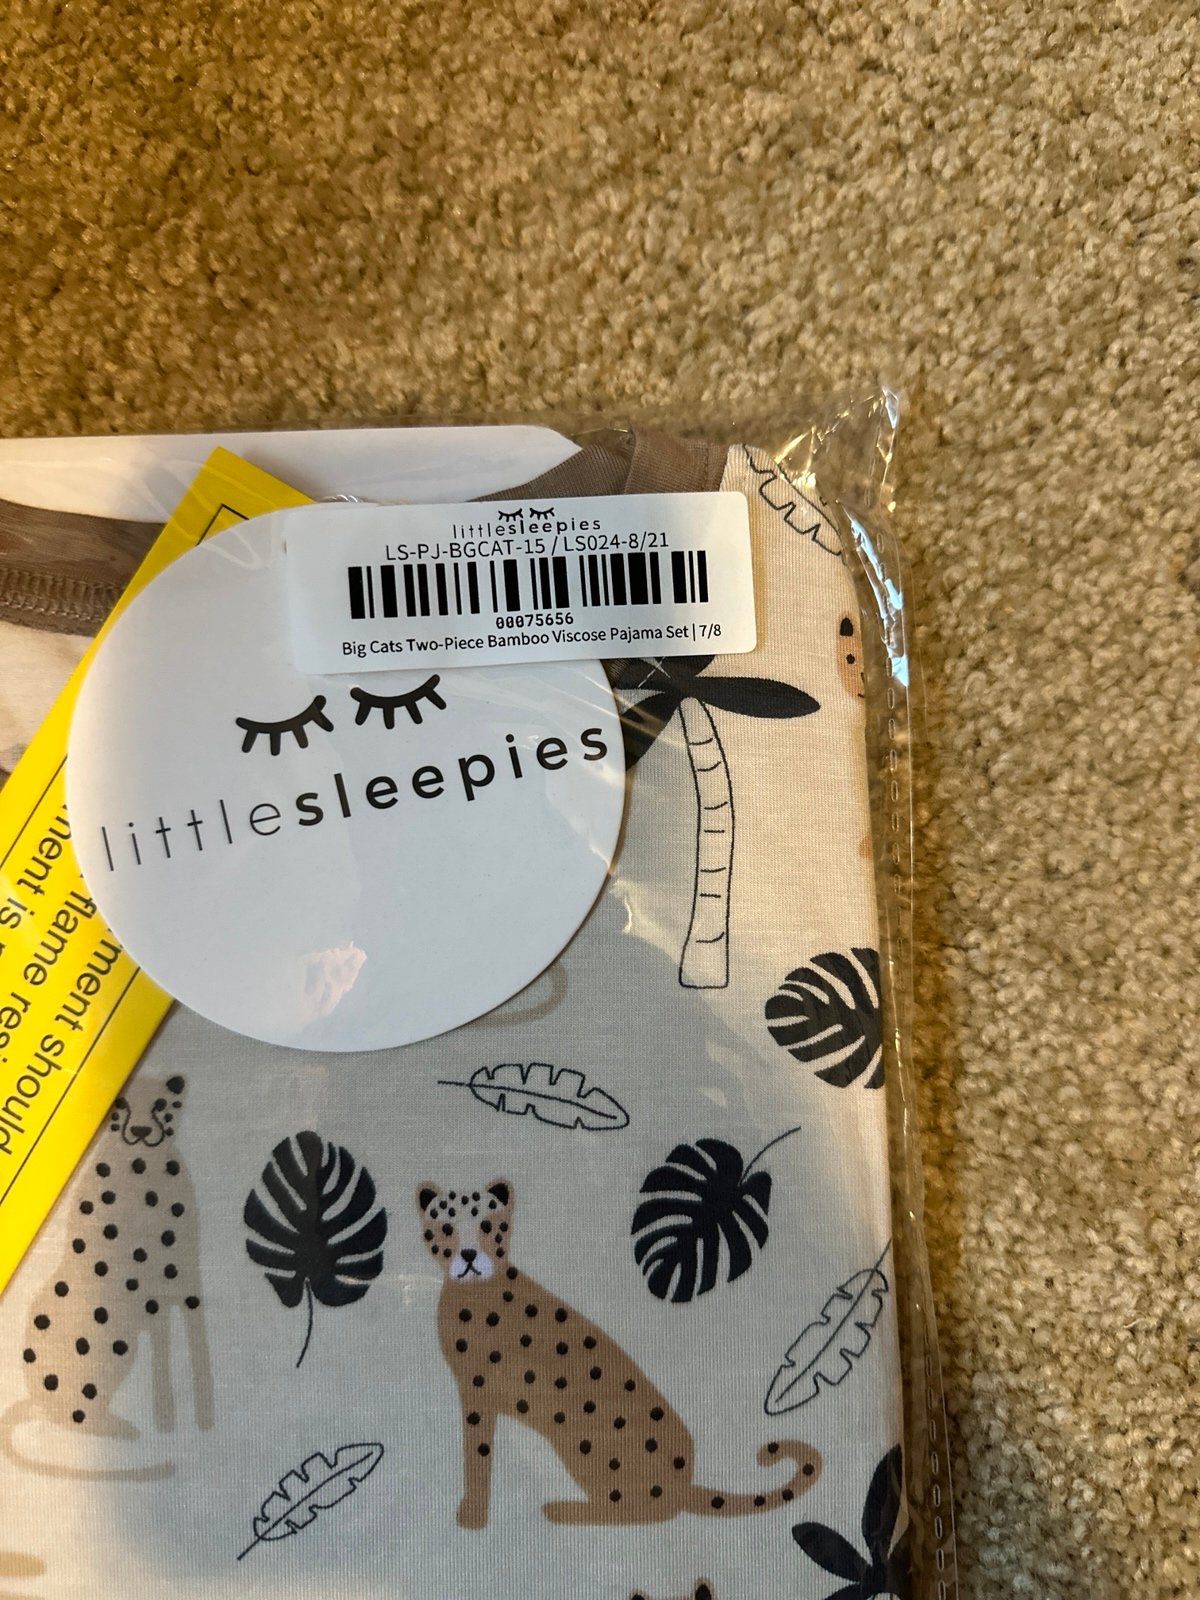 littlesleepies
LS-PJ-BGCAT-15 / LS024-8/21
00075656
Big Cats Two-Piece Bamboo Viscose Pajama Set | 7/8
littlesleepies
ment should
flame resi
ment is